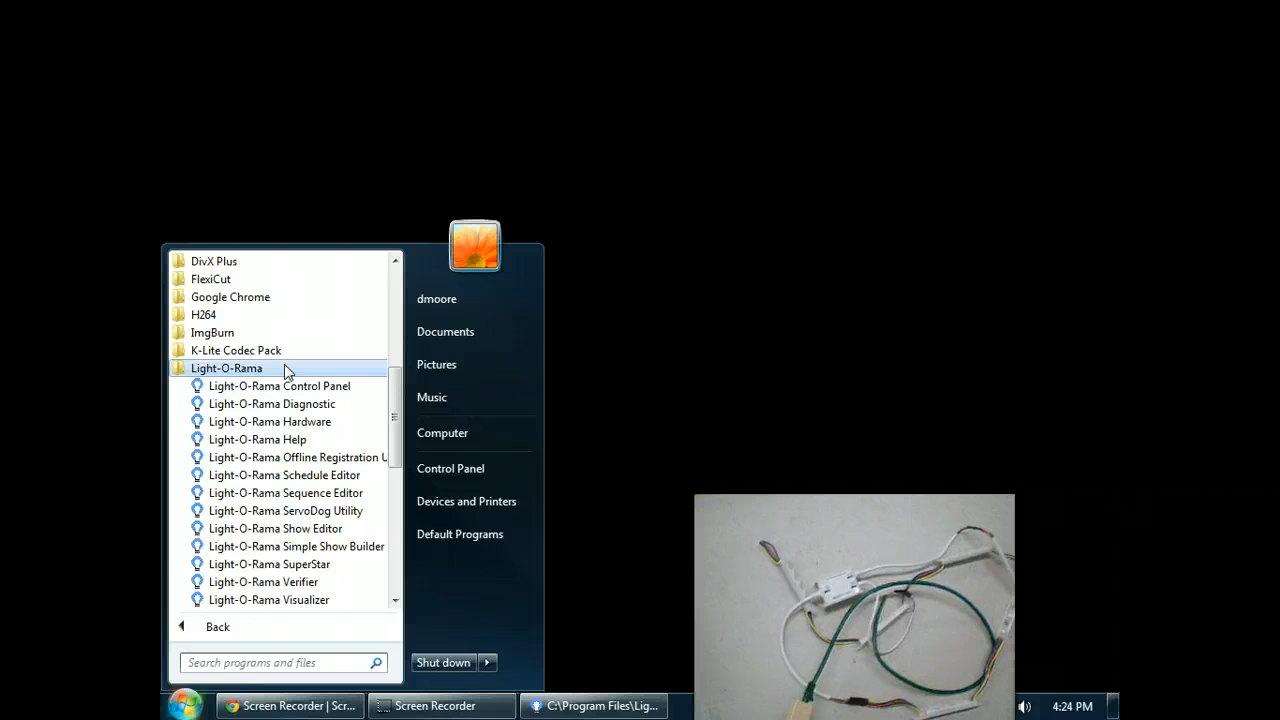 DivX Plus
FlexiCut
Google Chrome
H264
ImgBurn
K-Lite Codec Pack
Light-O-Rama
Light-O-Rama Control Panel
Light-O-Rama Diagnostic
Light-O-Rama Hardware
Light-O-Rama Help
Light-O-Rama Offline Registration U
Light-O-Rama Schedule Editor
Light-O-Rama Sequence Editor
Light-O-Rama ServoDog Utility
Light-O-Rama Show Editor
Light-O-Rama Simple Show Builder
Light-O-Rama SuperStar
Light-O-Rama Verifier
Light-O-Rama Visualizer
Back
Search programs and files
dmoore
Documents
Pictures
Music
Computer
Control Panel
Devices and Printers
Default Programs
Shut down
Screen Recorder | Scr...
Screen Recorder
C:\Program Files\Lig...
4:24 PM